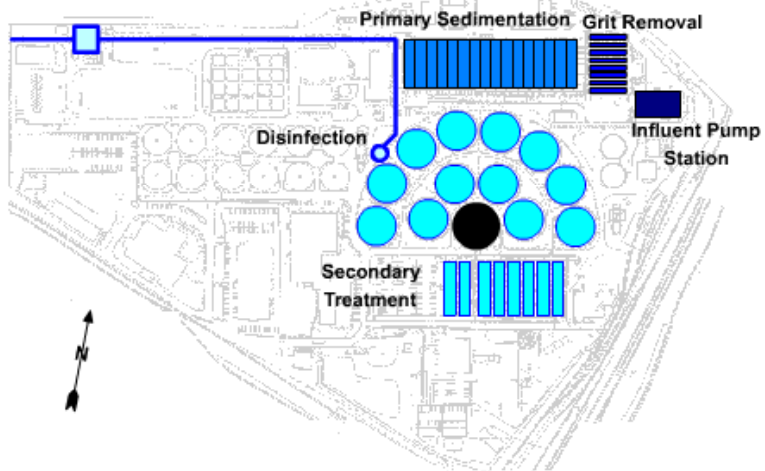 Primary Sedimentation
Grit Removal
Influent Pump
Station
Disinfection
Secondary
Treatment
N